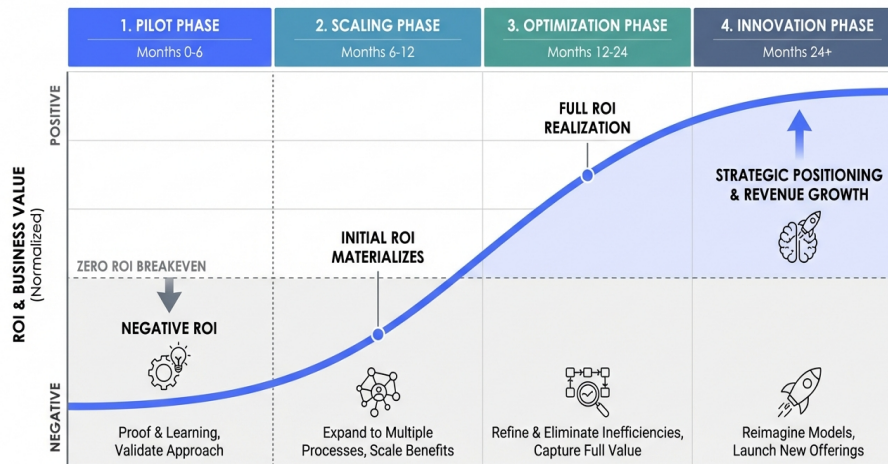 1. PILOT PHASE
Months 0-6
2. SCALING PHASE
Months 6-12
3. OPTIMIZATION PHASE
Months 12-24
4. INNOVATION PHASE
Months 24+
ROI & BUSINESS VALUE
(Normalized)
POSITIVE
NEGATIVE
ZERO ROI BREAKEVEN
NEGATIVE ROI
INITIAL ROI
MATERIALIZES
FULL ROI
REALIZATION
STRATEGIC POSITIONING
& REVENUE GROWTH
Proof & Learning,
Validate Approach
Expand to Multiple
Processes, Scale Benefits
Refine & Eliminate Inefficiencies,
Capture Full Value
Reimagine Models,
Launch New Offerings